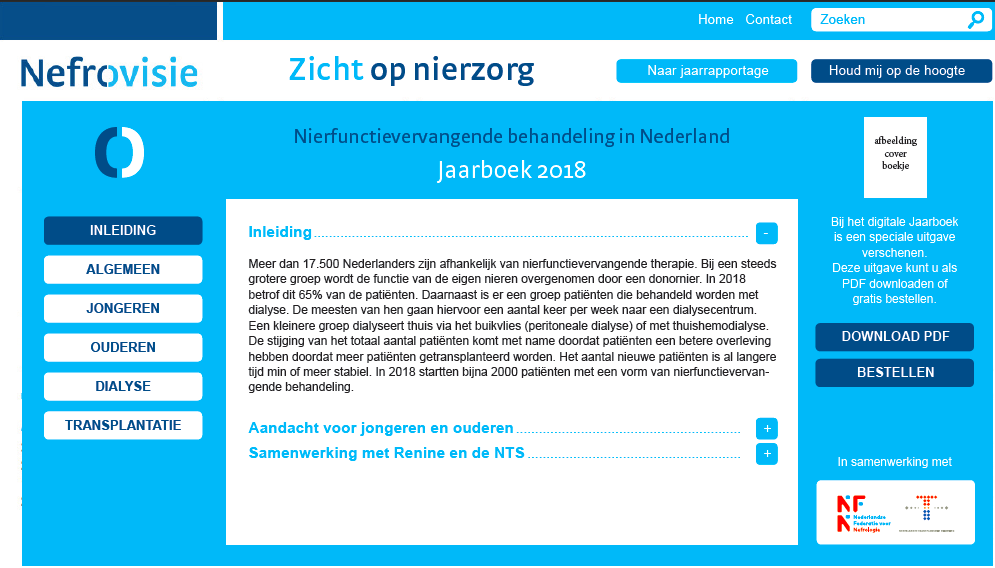 Home Contact Zoeken
Nefrovisie
Zicht op nierzorg
Naar jaarrapportage
Houd mij op de hoogte
Nierfunctievervangende behandeling in Nederland
Jaarboek 2018
INLEIDING
ALGEMEEN
JONGEREN
OUDEREN
DIALYSE
TRANSPLANTATIE
Inleiding -
Meer dan 17.500 Nederlanders zijn afhankelijk van nierfunctievervangende therapie. Bij een steeds
grotere groep wordt de functie van de eigen nieren overgenomen door een donornier. In 2018
betrof dit 65% van de patiënten. Daarnaast is er een groep patiënten die behandeld worden met
dialyse. De meesten van hen gaan hiervoor een aantal keer per week naar een dialysecentrum.
Een kleinere groep dialyseert thuis via het buikvlies (peritoneale dialyse) of met thuishemodialyse.
De stijging van het totaal aantal patiënten komt met name doordat patiënten een betere overleving
hebben doordat meer patiënten getransplanteerd worden. Het aantal nieuwe patiënten is al langere
tijd min of meer stabiel. In 2018 startten bijna 2000 patiënten met een vorm van nierfunctievervan-
gende behandeling.
Aandacht voor jongeren en ouderen +
Samenwerking met Renine en de NTS +
afbeelding
cover
boekje
Bij het digitale Jaarboek
is een speciale uitgave
verschenen.
Deze uitgave kunt u als
PDF downloaden of
gratis bestellen.
DOWNLOAD PDF
BESTELLEN
In samenwerking met
NFN
Nederlandse
Federatie voor
Nefrologie